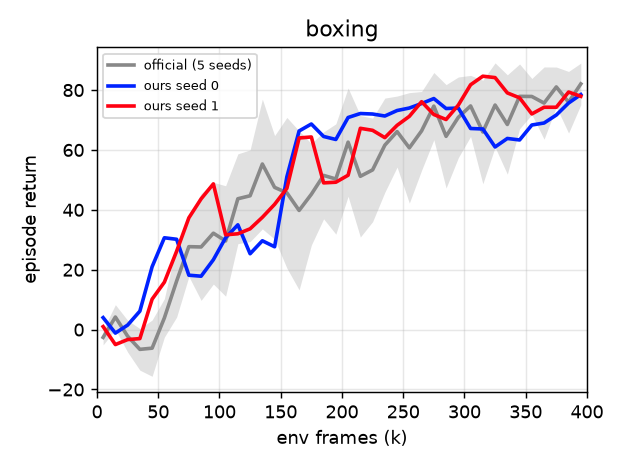 boxing
official (5 seeds)
ours seed 0
ours seed 1
episode return
80
60
40
20
0
−20
0 50 100 150 200 250 300 350 400
env frames (k)